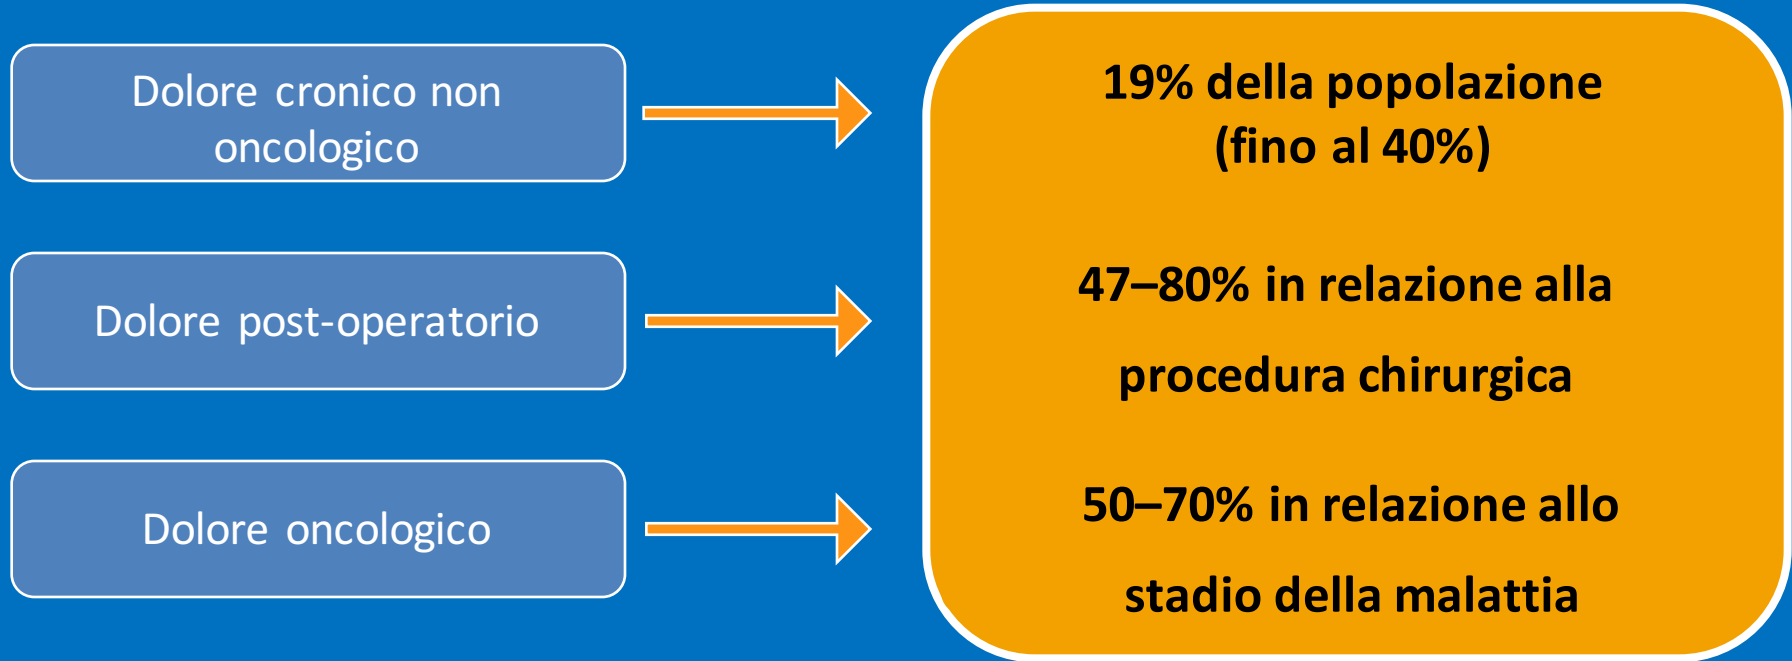 Dolore cronico non
oncologico
19% della popolazione
(fino al 40%)
Dolore post-operatorio
47–80% in relazione alla
procedura chirurgica
Dolore oncologico
50–70% in relazione allo
stadio della malattia